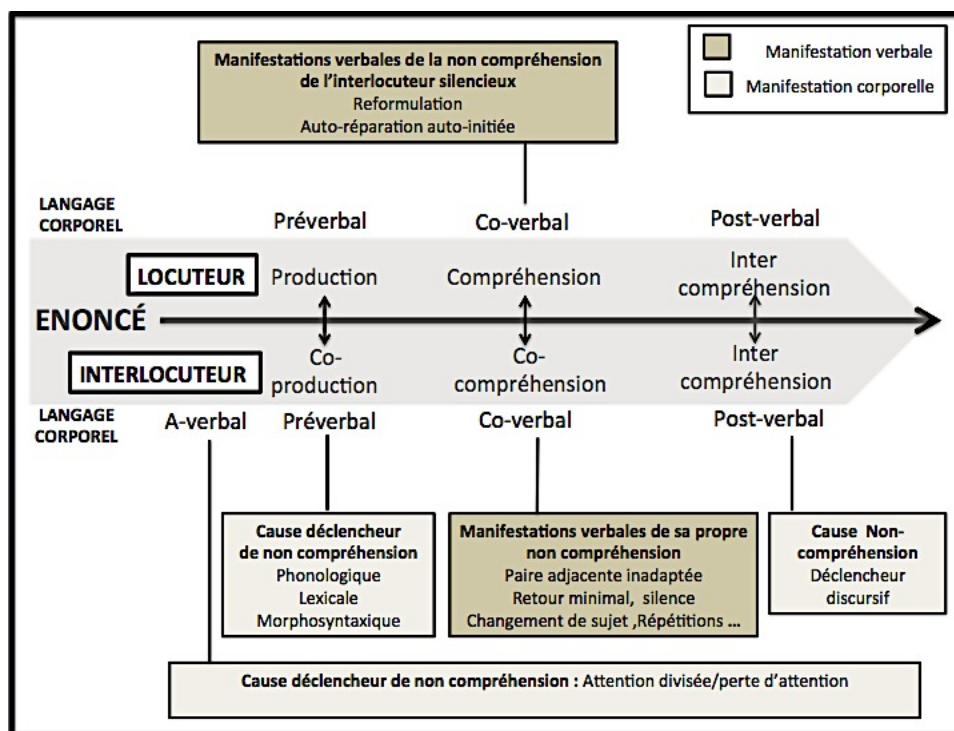 Manifestations verbales de la non compréhension
de l'interlocuteur silencieux
Reformulation
Auto-réparation auto-initiée
Manifestation verbale
Manifestation corporelle
LANGAGE
CORPOREL
Préverbal
Co-verbal
Post-verbal
LOCUTEUR
Production
Compréhension
Inter
compréhension
ENONCÉ
INTERLOCUTEUR
Co-
production
Co-
compréhension
Inter
compréhension
LANGAGE
CORPOREL
A-verbal
Préverbal
Co-verbal
Post-verbal
Cause déclencheur
de non compréhension
Phonologique
Lexicale
Morphosyntaxique
Manifestations verbales de sa propre
non compréhension
Paire adjacente inadaptée
Retour minimal, silence
Changement de sujet ,Répétitions ...
Cause Non-
compréhension
Déclencheur
discursif
Cause déclencheur de non compréhension : Attention divisée/perte d'attention